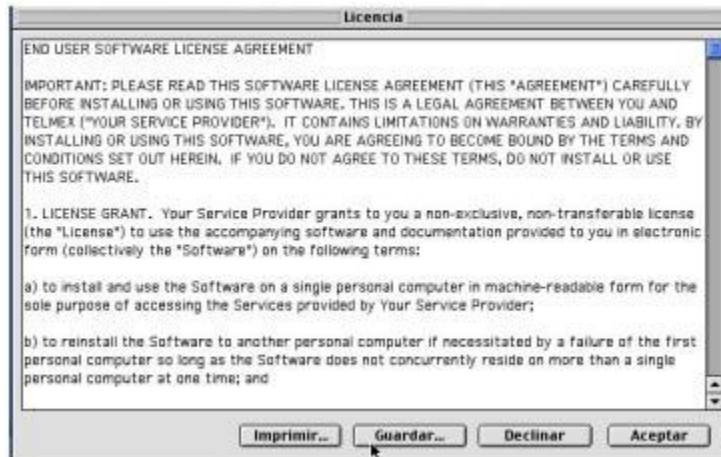 Licencia
END USER SOFTWARE LICENSE AGREEMENT
IMPORTANT: PLEASE READ THIS SOFTWARE LICENSE AGREEMENT (THIS "AGREEMENT") CAREFULLY
BEFORE INSTALLING OR USING THIS SOFTWARE. THIS IS A LEGAL AGREEMENT BETWEEN YOU AND
TELMEX ("YOUR SERVICE PROVIDER"). IT CONTAINS LIMITATIONS ON WARRANTIES AND LIABILITY. BY
INSTALLING OR USING THIS SOFTWARE, YOU ARE AGREEING TO BECOME BOUND BY THE TERMS AND
CONDITIONS SET OUT HEREIN. IF YOU DO NOT AGREE TO THESE TERMS, DO NOT INSTALL OR USE
THIS SOFTWARE.
1. LICENSE GRANT. Your Service Provider grants to you a non-exclusive, non-transferable license
(the "License") to use the accompanying software and documentation provided to you in electronic
form (collectively the "Software") on the following terms:
a) to install and use the Software on a single personal computer in machine-readable form for the
sole purpose of accessing the Services provided by Your Service Provider;
b) to reinstall the Software to another personal computer if necessitated by a failure of the first
personal computer so long as the Software does not concurrently reside on more than a single
personal computer at one time; and
Imprimir... Guardar... Declinar Aceptar